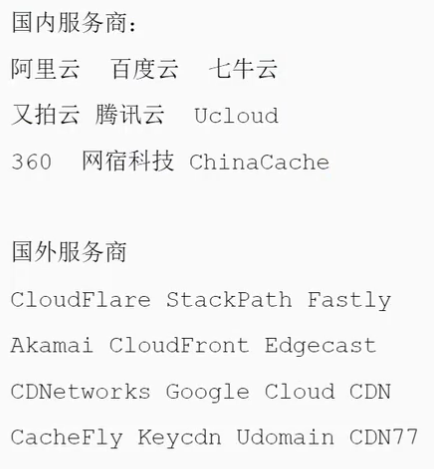 国内服务商:
阿里云 百度云 七牛云
又拍云 腾讯云 Ucloud
360 网宿科技 ChinaCache
国外服务商
CloudFlare StackPath Fastly
Akamai CloudFront Edgecast
CDNetworks Google Cloud CDN
CacheFly Keycdn Udomain CDN77